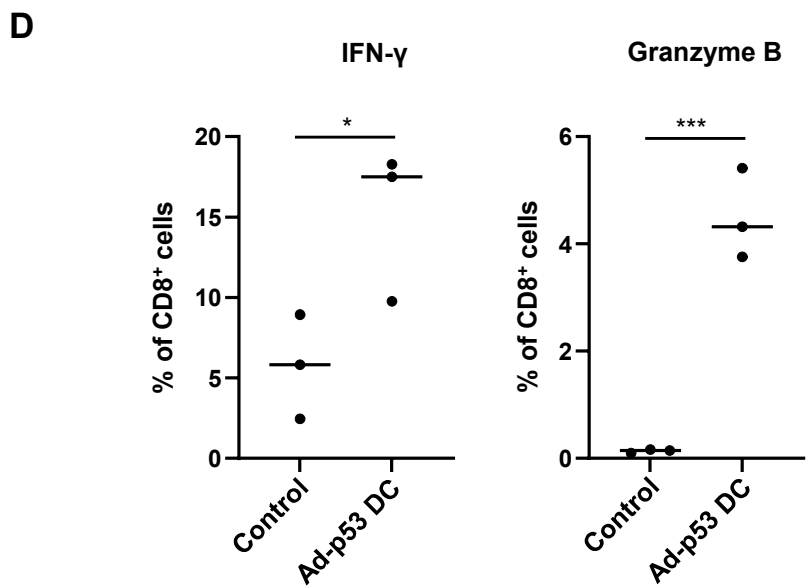 D
IFN-γ
Granzyme B
*
***
% of CD8⁺ cells
20
15
10
5
0
Control
Ad-p53 DC
% of CD8⁺ cells
6
4
2
0
Control
Ad-p53 DC